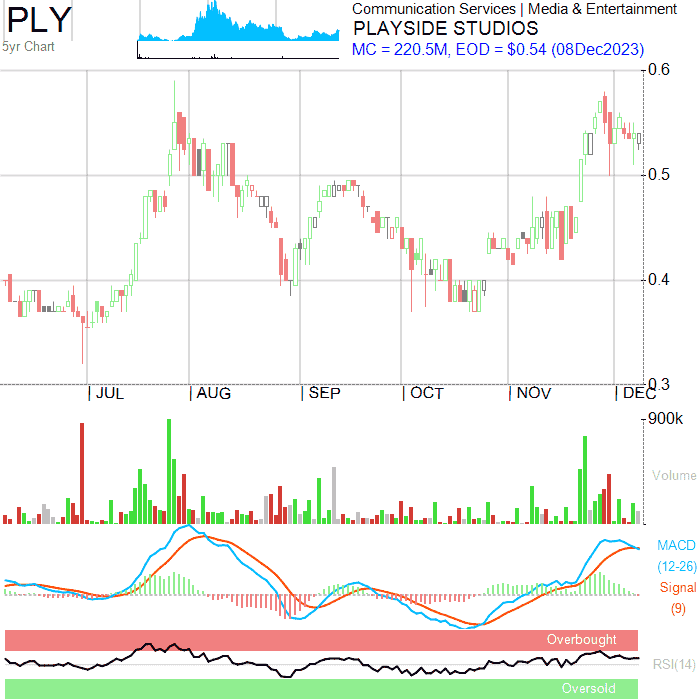 PLY
5yr Chart
Communication Services | Media & Entertainment
PLAYSIDE STUDIOS
MC = 220.5M, EOD = $0.54 (08Dec2023)
0.6
0.5
0.4
0.3
| JUL | AUG | SEP | OCT | NOV | DEC
900k
Volume
MACD
(12-26)
Signal
(9)
Overbought
RSI(14)
Oversold